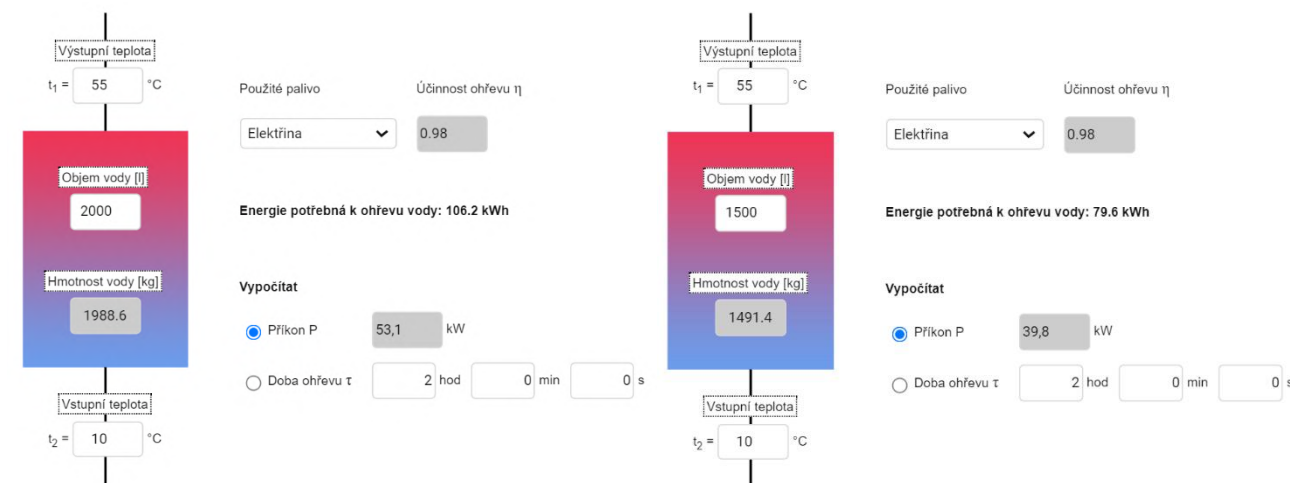 Výstupní teplota
t₁ = 55 °C
Použité palivo Účinnost ohřevu η
Elektřina 0.98
Objem vody [l]
2000
Energie potřebná k ohřevu vody: 106.2 kWh
Hmotnost vody [kg]
1988.6
Vypočítat
Příkon P 53,1 kW
Doba ohřevu τ 2 hod 0 min 0 s
Vstupní teplota
t₂ = 10 °C
Výstupní teplota
t₁ = 55 °C
Použité palivo Účinnost ohřevu η
Elektřina 0.98
Objem vody [l]
1500
Energie potřebná k ohřevu vody: 79.6 kWh
Hmotnost vody [kg]
1491.4
Vypočítat
Příkon P 39,8 kW
Doba ohřevu τ 2 hod 0 min 0 s
Vstupní teplota
t₂ = 10 °C